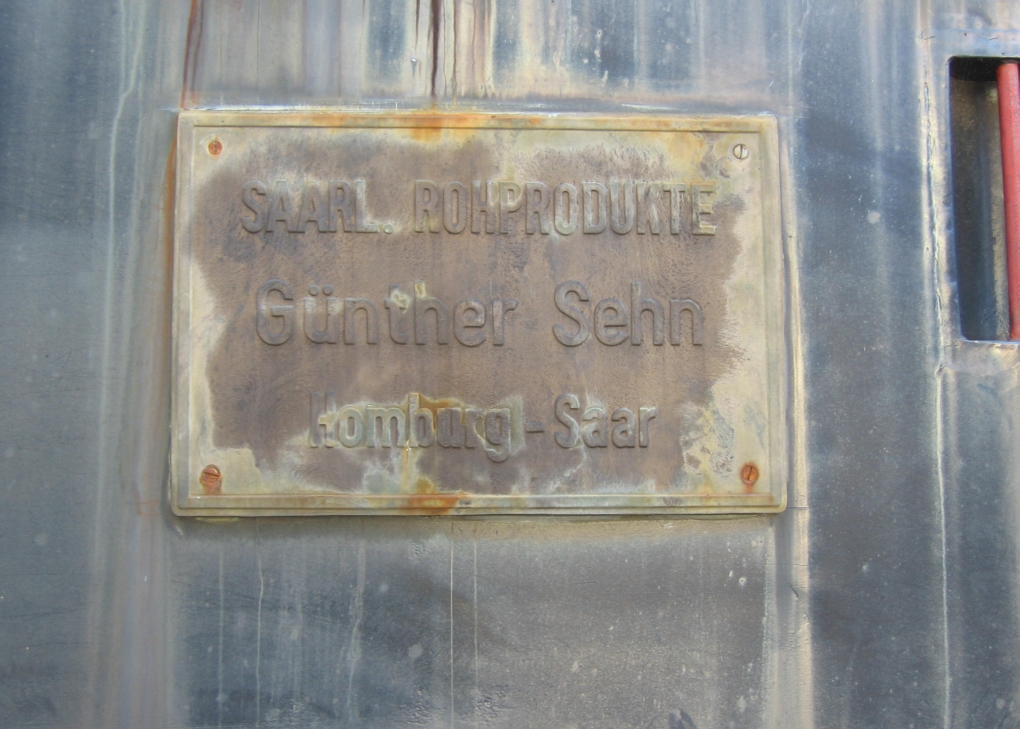 SAARL. ROHPRODUKTE
Günther Sehn
Homburg-Saar